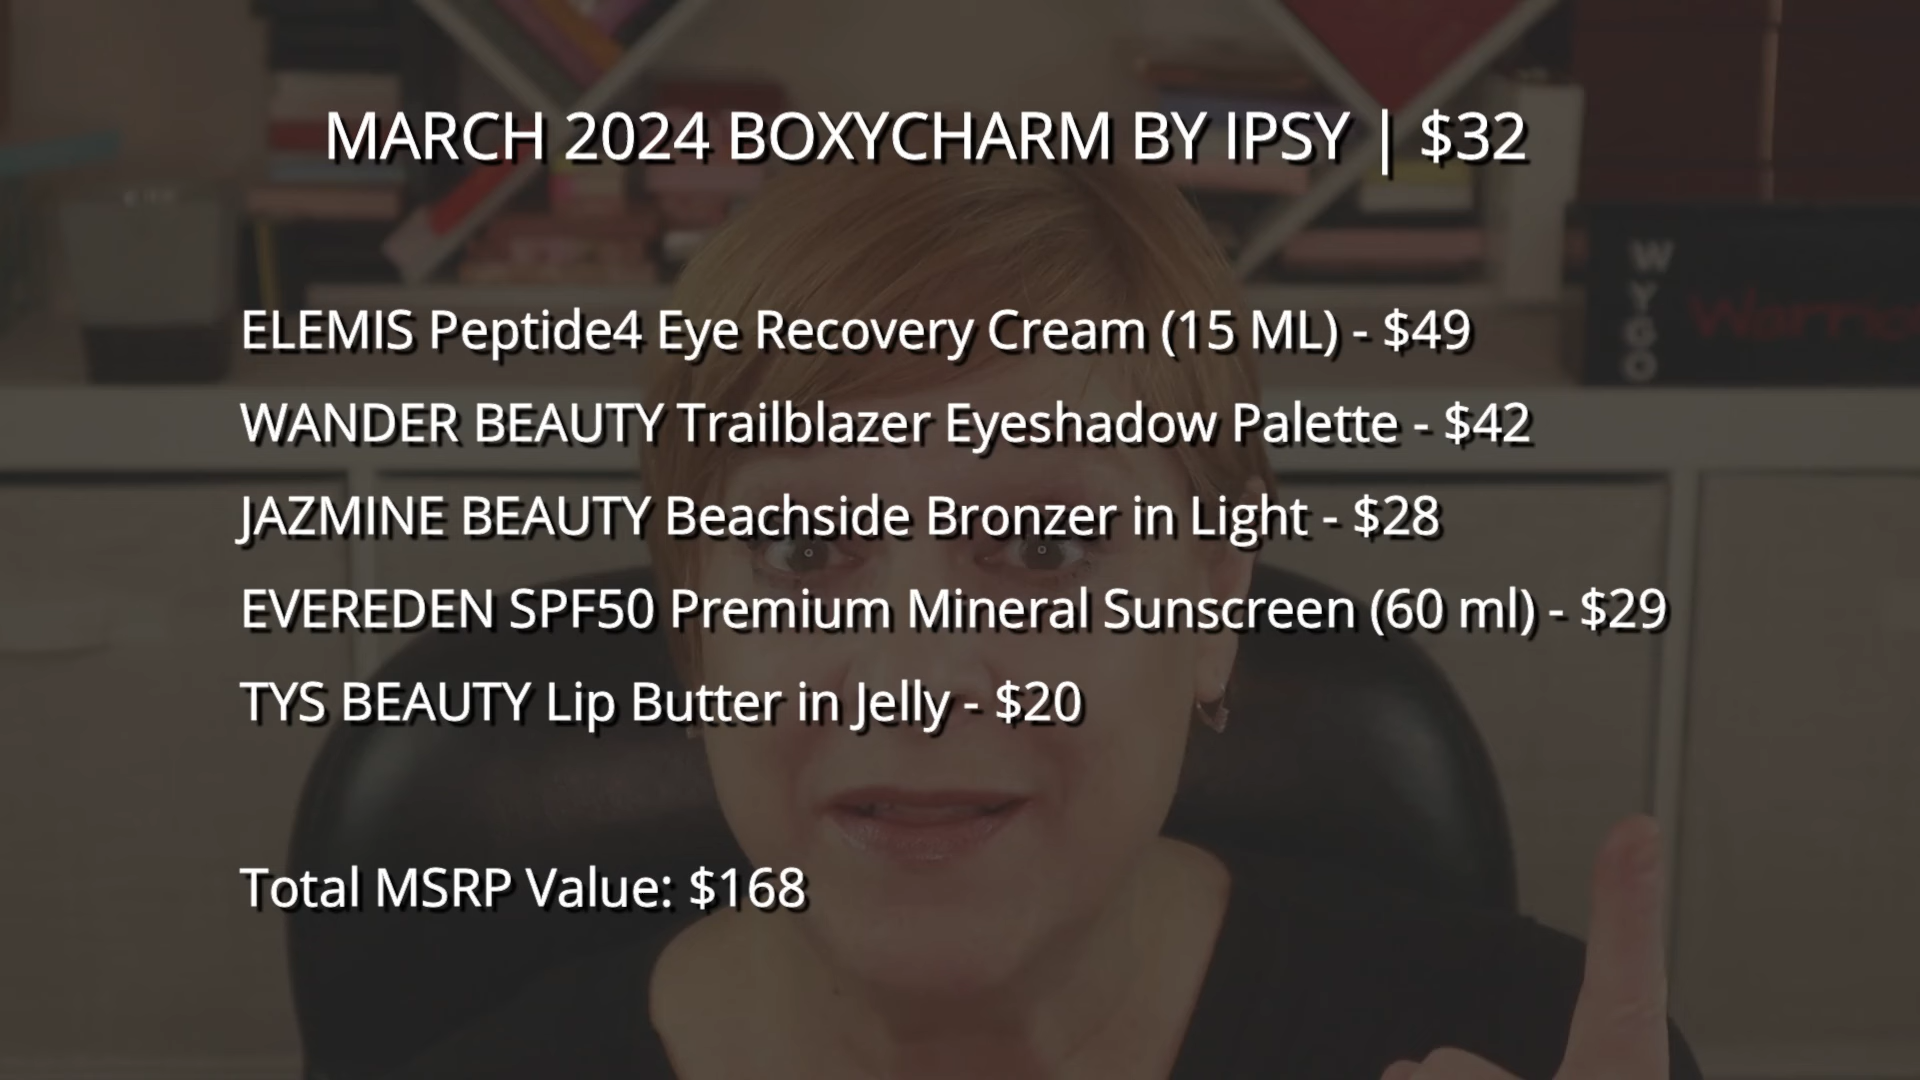 MARCH 2024 BOXYCHARM BY IPSY | $32
WYGO
Warri
ELEMIS Peptide4 Eye Recovery Cream (15 ML) - $49
WANDER BEAUTY Trailblazer Eyeshadow Palette - $42
JAZMINE BEAUTY Beachside Bronzer in Light - $28
EVEREDEN SPF50 Premium Mineral Sunscreen (60 ml) - $29
TYS BEAUTY Lip Butter in Jelly - $20
Total MSRP Value: $168